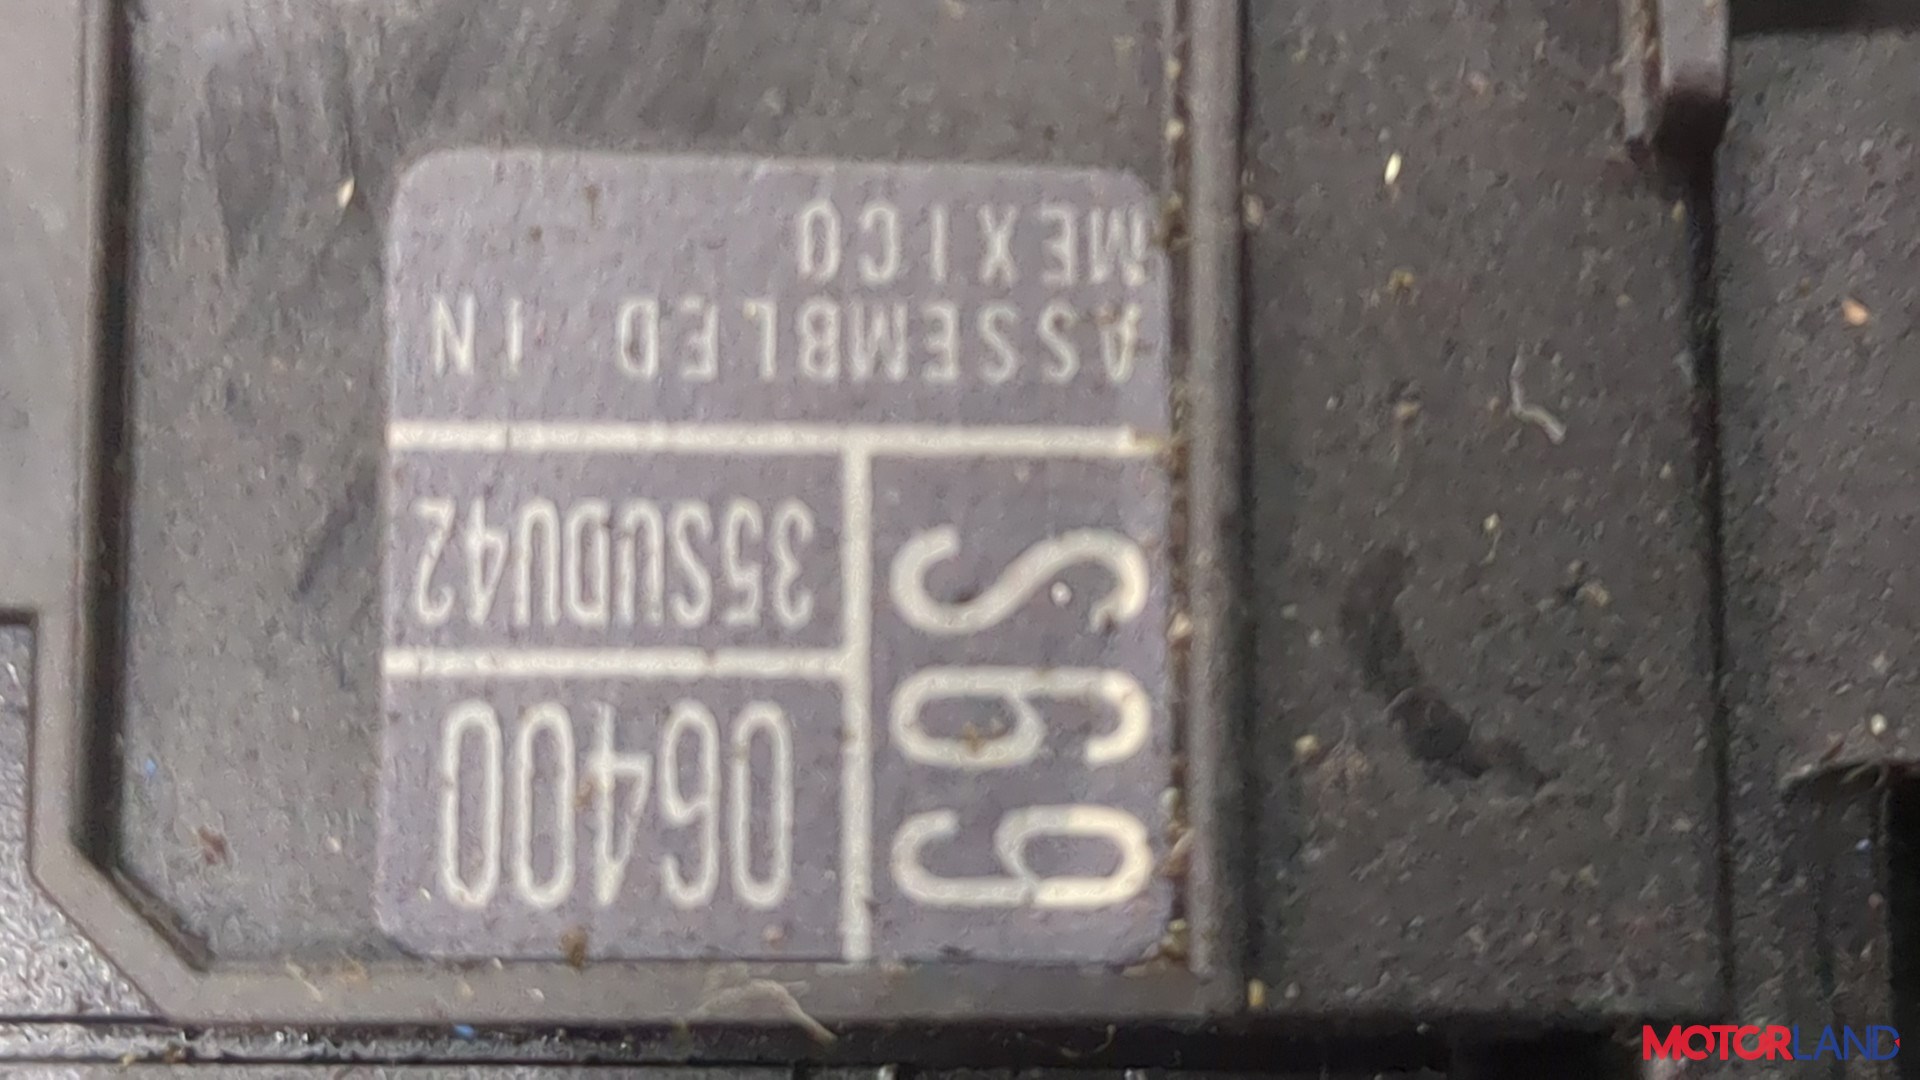 S69
06400
35SUDU42
ASSEMBLED IN
MEXICO
MOTORLAND